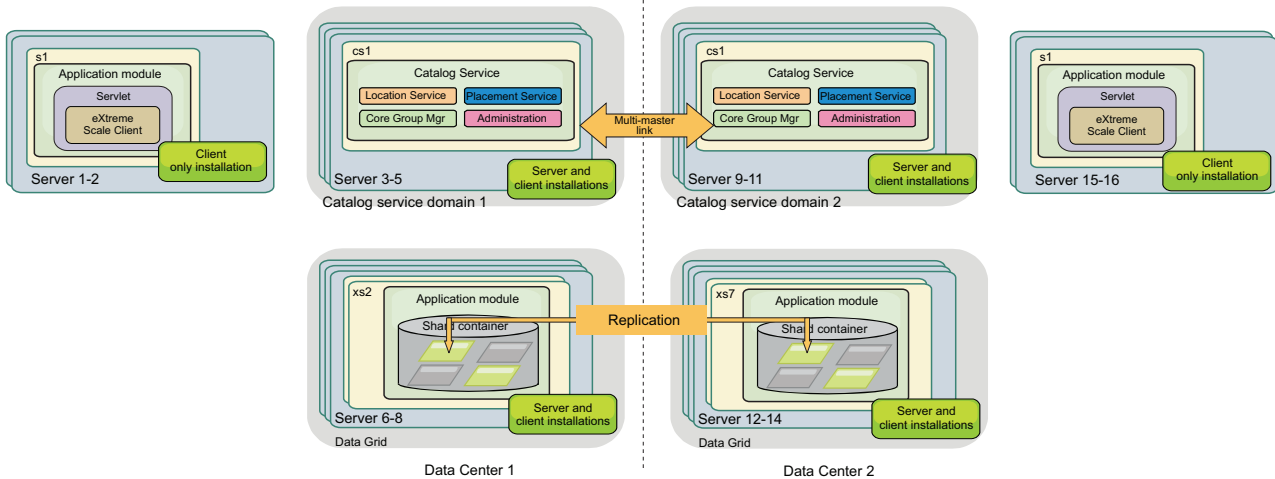 s1
Application module
Servlet
eXtreme
Scale Client
Client
only installation
Server 1-2
cs1
Catalog Service
Location Service
Placement Service
Core Group Mgr
Administration
Server and
client installations
Server 3-5
Catalog service domain 1
Multi-master
link
cs1
Catalog Service
Location Service
Placement Service
Core Group Mgr
Administration
Server and
client installations
Server 9-11
Catalog service domain 2
s1
Application module
Servlet
eXtreme
Scale Client
Client
only installation
Server 15-16
xs2
Application module
Shard container
Server and
client installations
Server 6-8
Data Grid
Replication
xs7
Application module
Shard container
Server and
client installations
Server 12-14
Data Grid
Data Center 1
Data Center 2